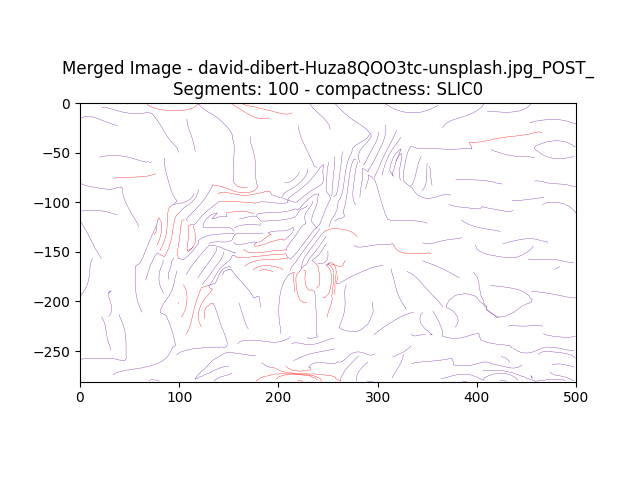 Merged Image - david-dibert-Huza8QOO3tc-unsplash.jpg_POST_
Segments: 100 - compactness: SLIC0
0
−50
−100
−150
−200
−250
0 100 200 300 400 500